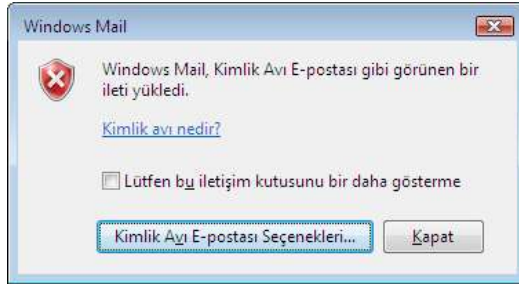 Windows Mail
Windows Mail, Kimlik Avı E-postası gibi görünen bir
ileti yükledi.
Kimlik avı nedir?
Lütfen bu iletişim kutusunu bir daha gösterme
Kimlik Avı E-postası Seçenekleri...
Kapat